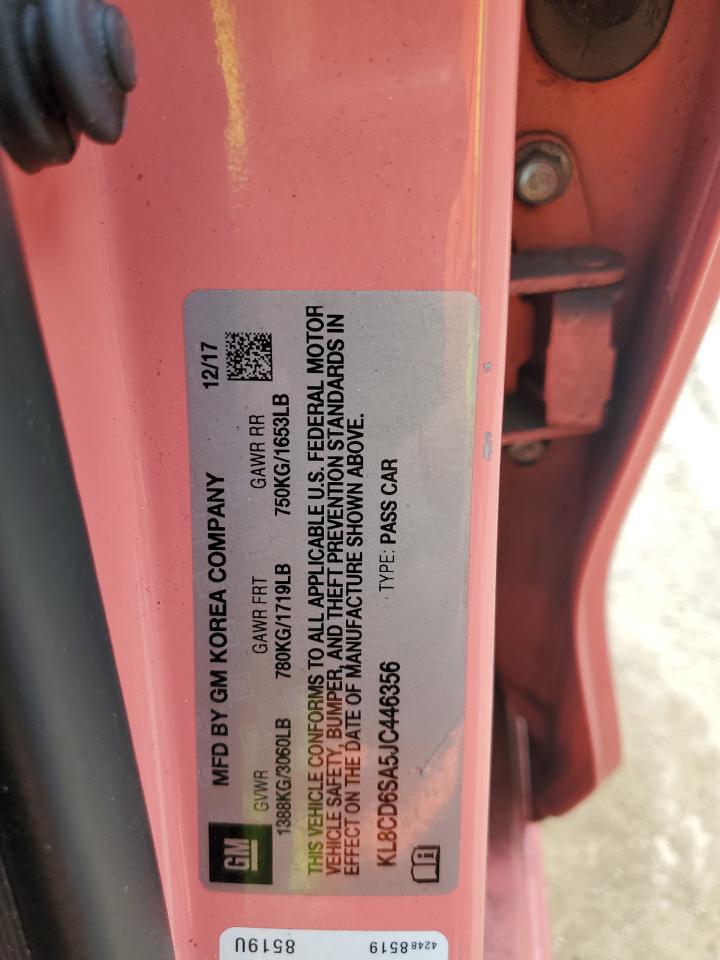 GM
MFD BY GM KOREA COMPANY 12/17
GVWR GAWR FRT GAWR RR
1388KG/3060LB 780KG/1719LB 750KG/1653LB
THIS VEHICLE CONFORMS TO ALL APPLICABLE U.S. FEDERAL MOTOR
VEHICLE SAFETY, BUMPER, AND THEFT PREVENTION STANDARDS IN
EFFECT ON THE DATE OF MANUFACTURE SHOWN ABOVE.
KL8CD6SA5JC446356 TYPE: PASS CAR
8519U
42488519